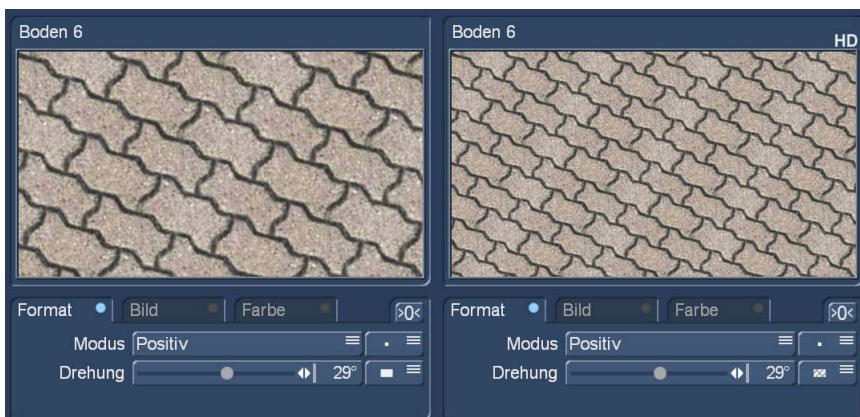 Boden 6
Format Bild Farbe >0<
Modus Positiv
Drehung 29°
Boden 6 HD
Format Bild Farbe >0<
Modus Positiv
Drehung 29°